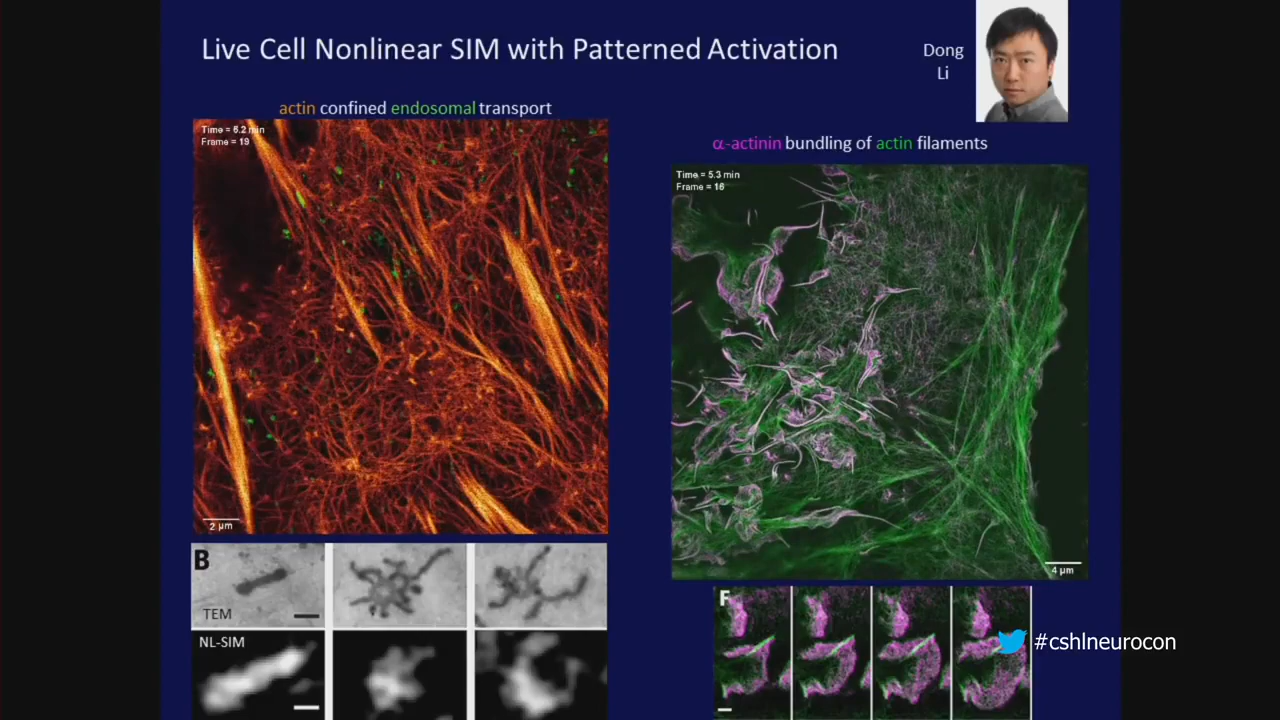 Live Cell Nonlinear SIM with Patterned Activation
Dong
Li
actin confined endosomal transport
Time = 6.2 min
Frame = 19
2 µm
α-actinin bundling of actin filaments
Time = 5.3 min
Frame = 16
4 µm
B
TEM
NL-SIM
F
#cshlneurocon